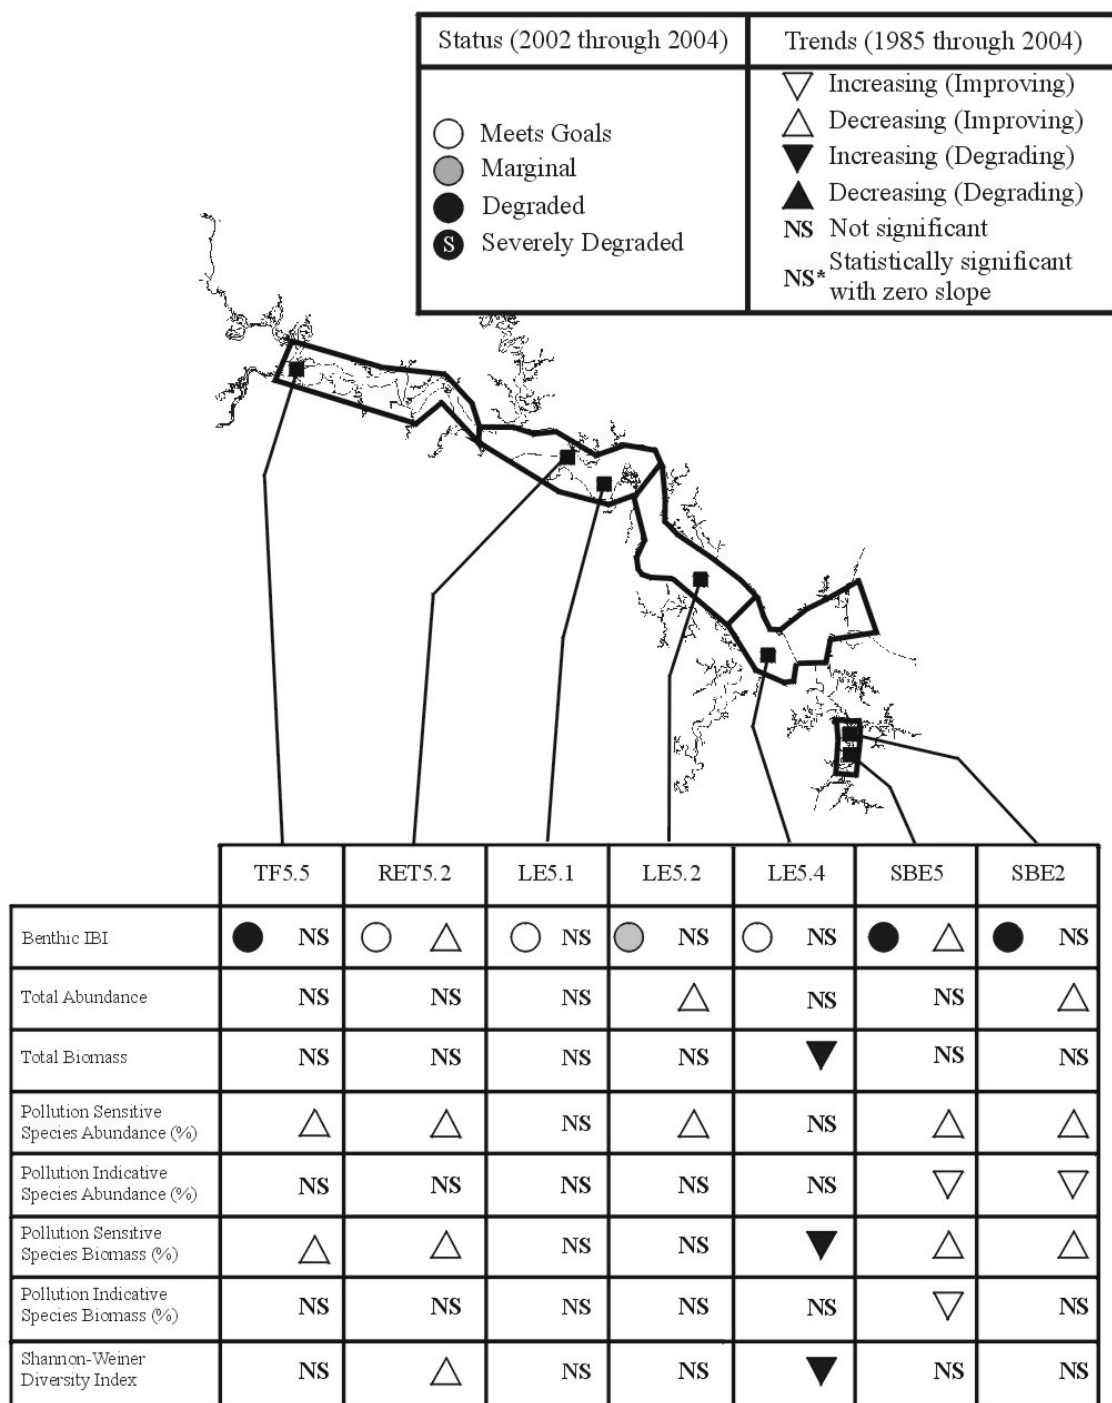 Status (2002 through 2004)
Trends (1985 through 2004)
Meets Goals
Marginal
Degraded
S Severely Degraded
Increasing (Improving)
Decreasing (Improving)
Increasing (Degrading)
Decreasing (Degrading)
NS Not significant
NS* Statistically significant
with zero slope
TF5.5 RET5.2 LE5.1 LE5.2 LE5.4 SBE5 SBE2
Benthic IBI NS NS NS NS NS
Total Abundance NS NS NS NS NS
Total Biomass NS NS NS NS NS NS
Pollution Sensitive
Species Abundance (%) NS NS
Pollution Indicative
Species Abundance (%) NS NS NS NS NS
Pollution Sensitive
Species Biomass (%) NS NS
Pollution Indicative
Species Biomass (%) NS NS NS NS NS NS
Shannon-Weiner
Diversity Index NS NS NS NS NS